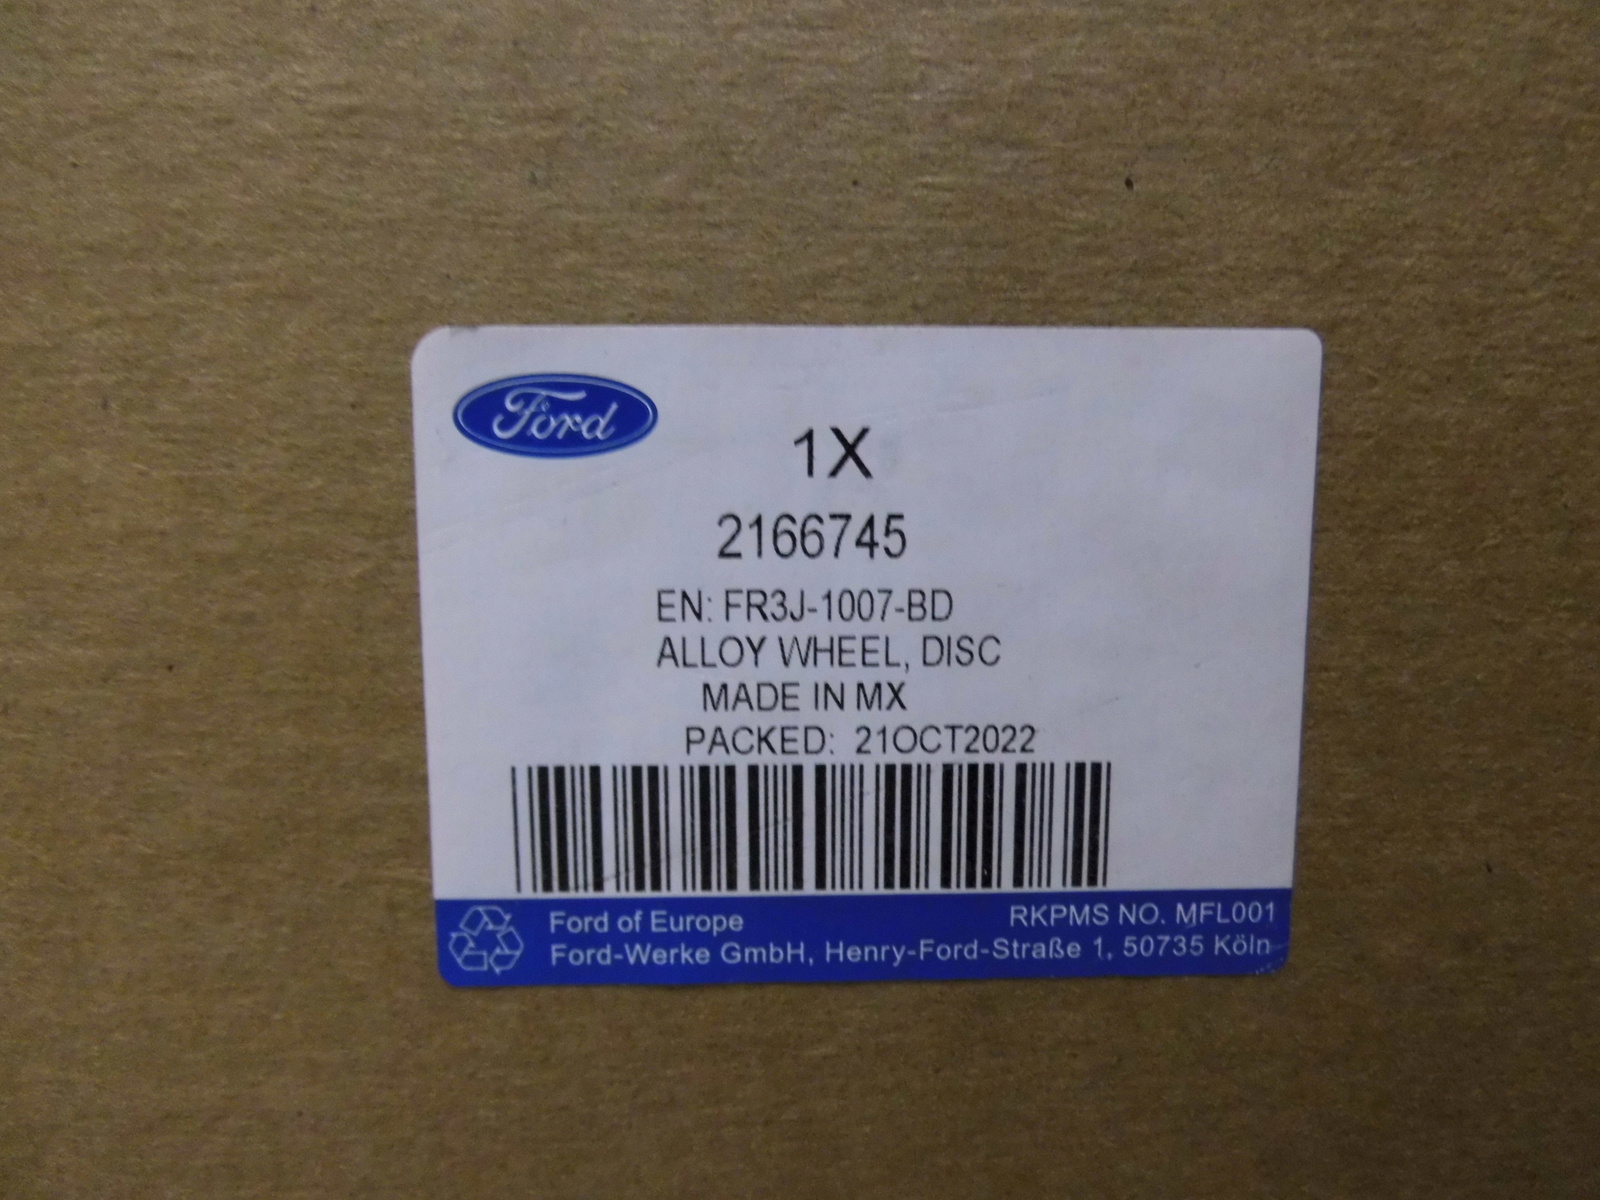 Ford
1X
2166745
EN: FR3J-1007-BD
ALLOY WHEEL, DISC
MADE IN MX
PACKED: 21OCT2022
Ford of Europe
RKPMS NO. MFL001
Ford-Werke GmbH, Henry-Ford-Straße 1, 50735 Köln